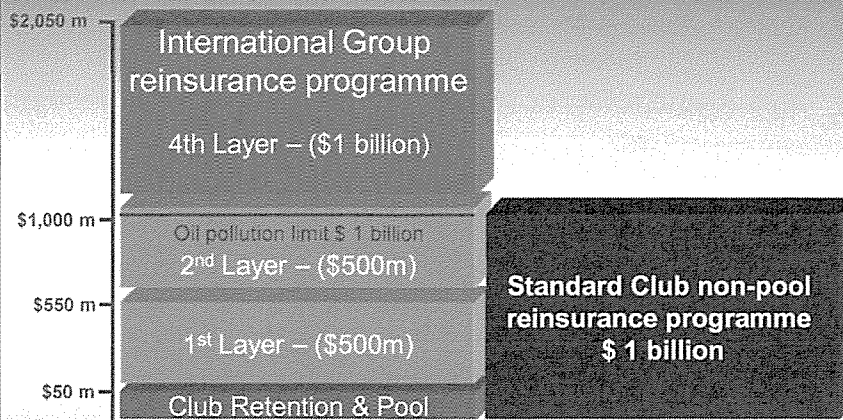 $2,050 m
International Group
reinsurance programme
4th Layer – ($1 billion)
$1,000 m
Oil pollution limit $ 1 billion
2nd Layer – ($500m)
$550 m
1st Layer – ($500m)
$50 m
Club Retention & Pool
Standard Club non-pool
reinsurance programme
$ 1 billion